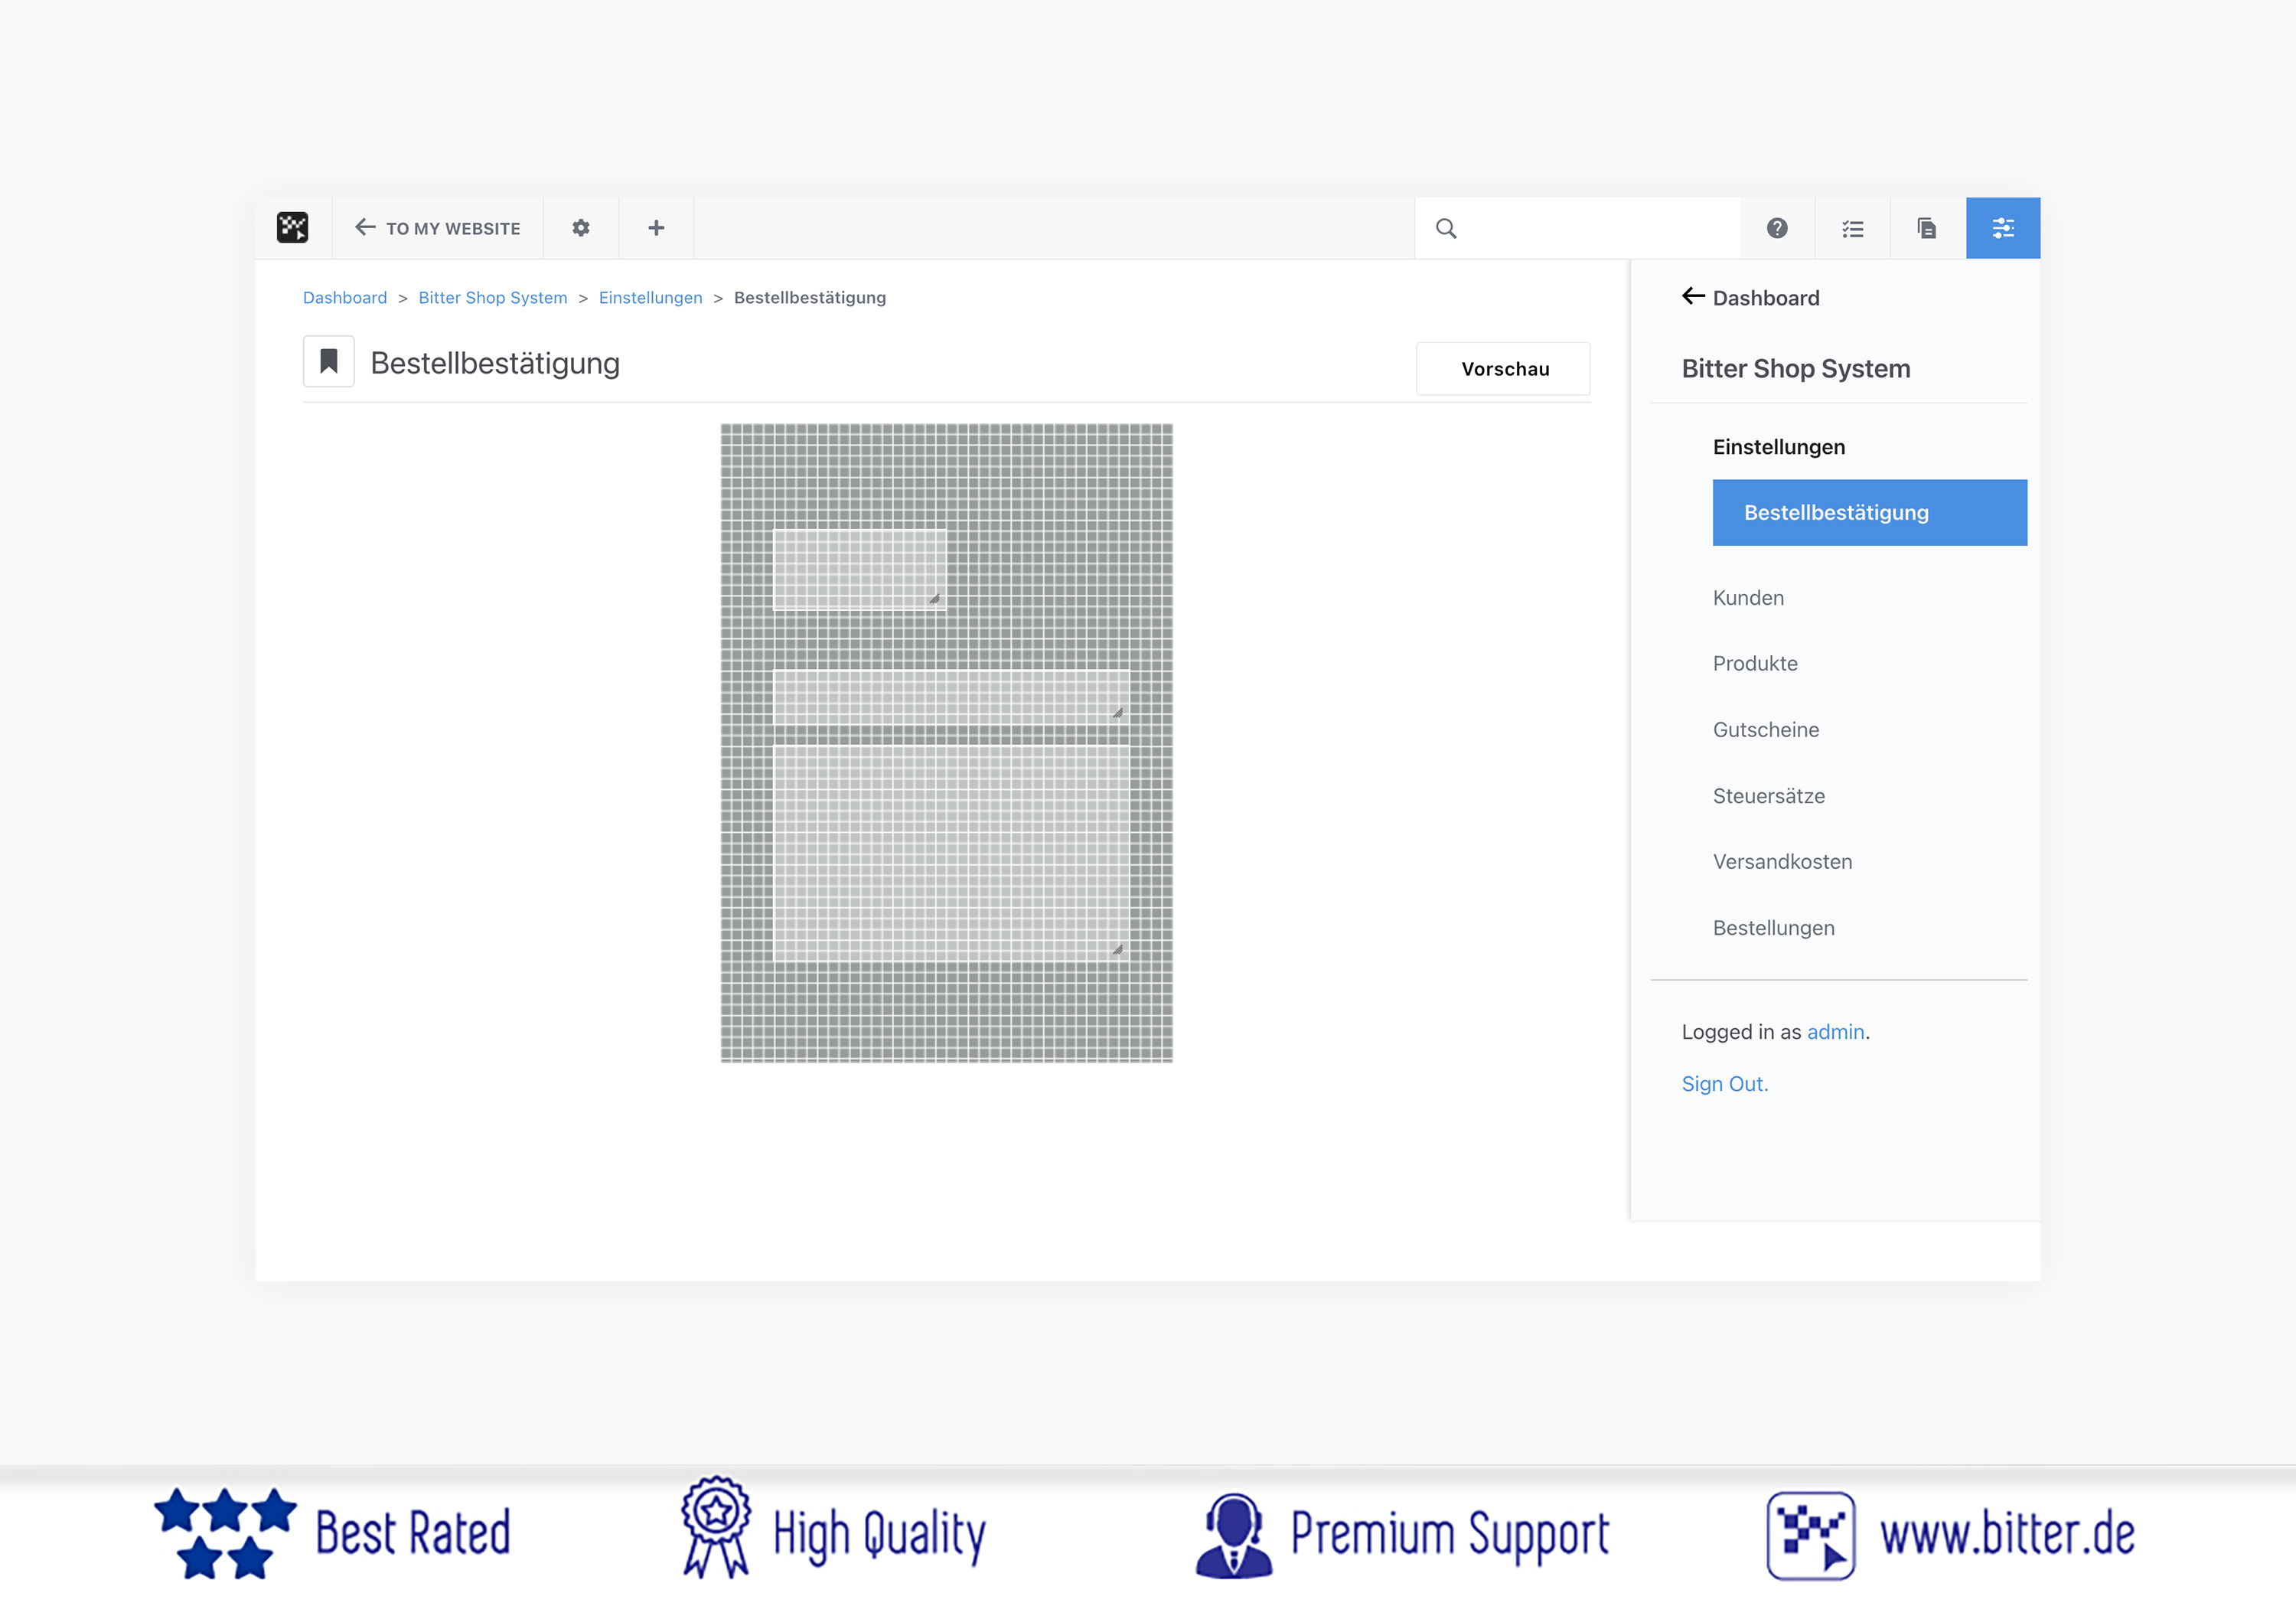 TO MY WEBSITE
Dashboard > Bitter Shop System > Einstellungen > Bestellbestätigung
Bestellbestätigung
Vorschau
Dashboard
Bitter Shop System
Einstellungen
Bestellbestätigung
Kunden
Produkte
Gutscheine
Steuersätze
Versandkosten
Bestellungen
Logged in as admin.
Sign Out.
Best Rated
High Quality
Premium Support
www.bitter.de